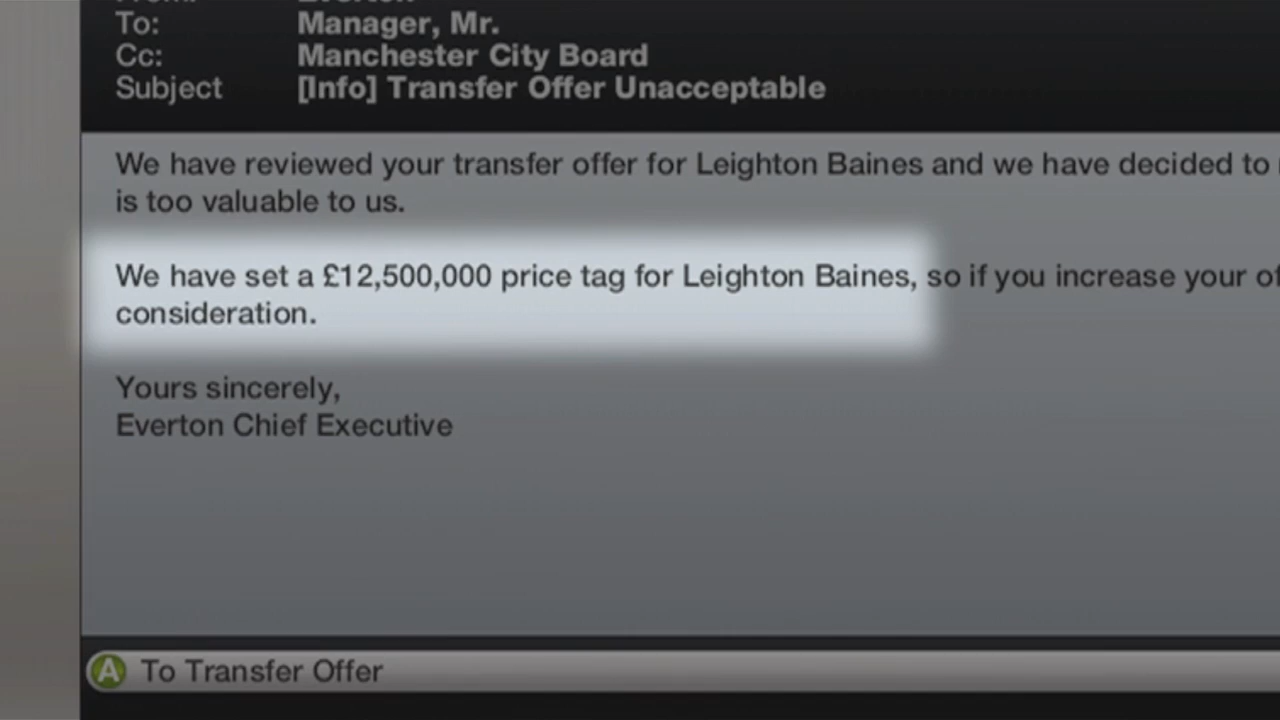 To:
Manager, Mr.
Cc:
Manchester City Board
Subject
[Info] Transfer Offer Unacceptable
We have reviewed your transfer offer for Leighton Baines and we have decided to
is too valuable to us.
We have set a £12,500,000 price tag for Leighton Baines, so if you increase your
consideration.
Yours sincerely,
Everton Chief Executive
A To Transfer Offer